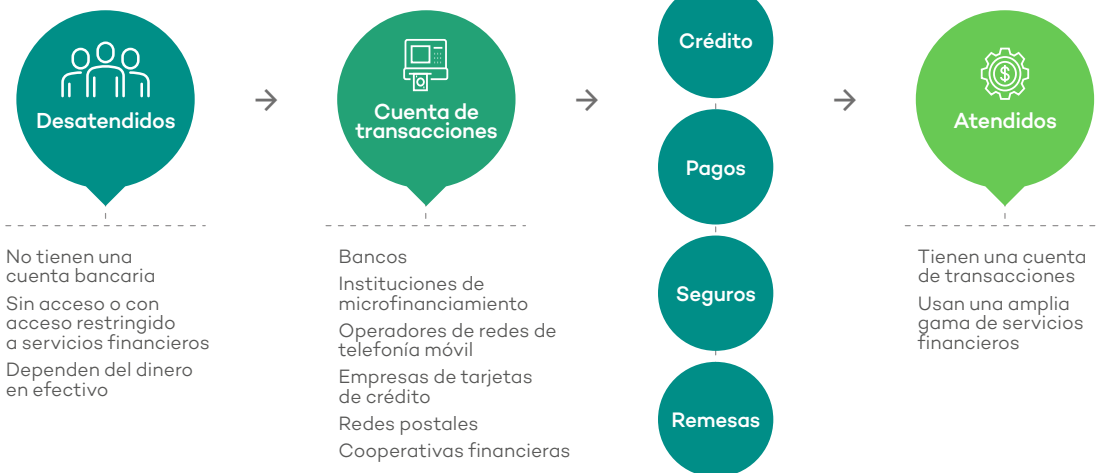 Desatendidos
No tienen una
cuenta bancaria
Sin acceso o con
acceso restringido
a servicios financieros
Dependen del dinero
en efectivo
Cuenta de
transacciones
Bancos
Instituciones de
microfinanciamiento
Operadores de redes de
telefonía móvil
Empresas de tarjetas
de crédito
Redes postales
Cooperativas financieras
Crédito
Pagos
Seguros
Remesas
$
Atendidos
Tienen una cuenta
de transacciones
Usan una amplia
gama de servicios
financieros